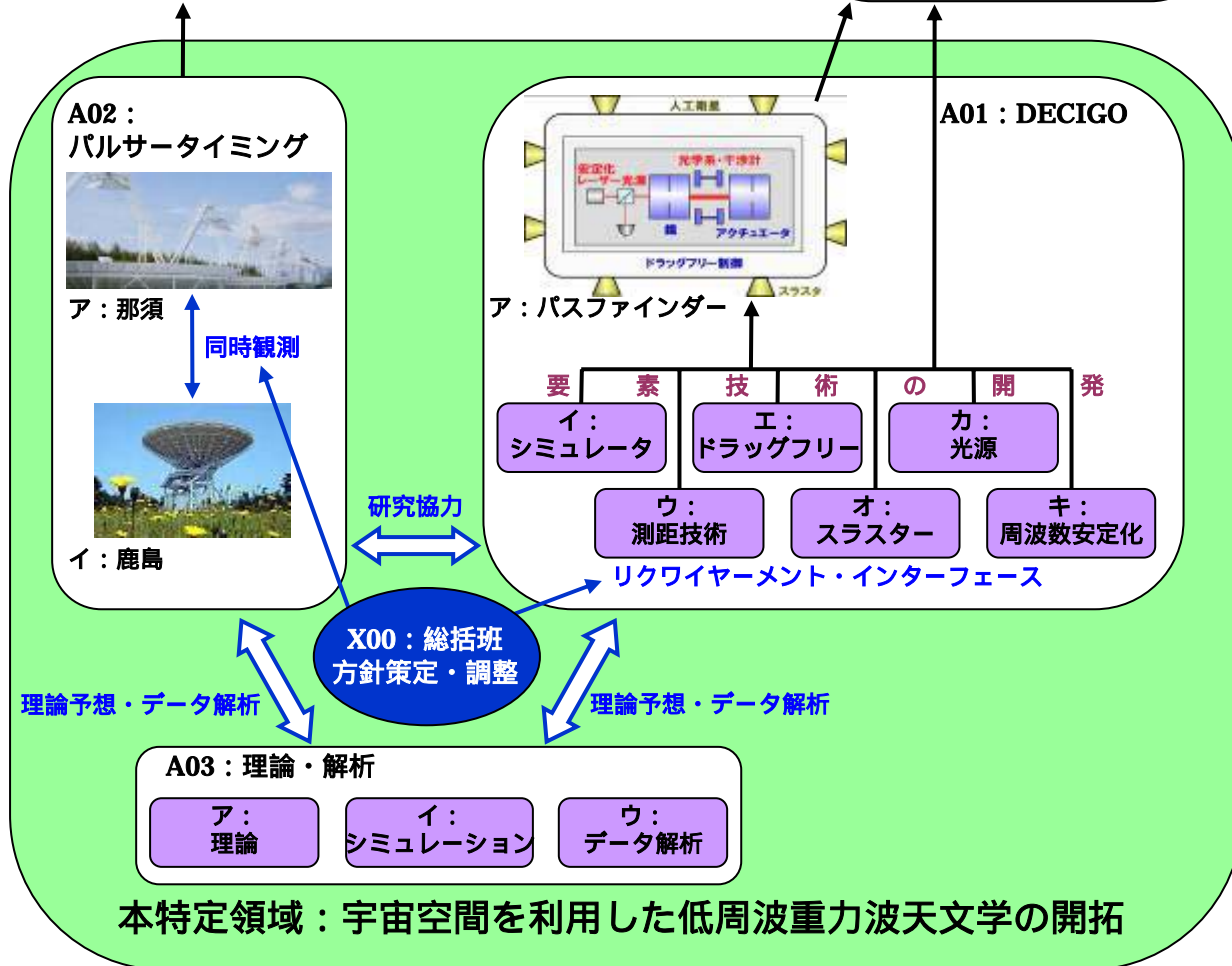 A02：
パルサータイミング
ア：那須
同時観測
イ：鹿島
A01：DECIGO
人工衛星
安定化
レーザー光源
光学系・干渉計
鏡
アクチュエータ
ドラッグフリー制御
スラスタ
ア：パスファインダー
要素技術の開発
イ：
シミュレータ
エ：
ドラッグフリー
カ：
光源
ウ：
測距技術
オ：
スラスター
キ：
周波数安定化
リクワイヤーメント・インターフェース
研究協力
X00：総括班
方針策定・調整
理論予想・データ解析
理論予想・データ解析
A03：理論・解析
ア：
理論
イ：
シミュレーション
ウ：
データ解析
本特定領域：宇宙空間を利用した低周波重力波天文学の開拓